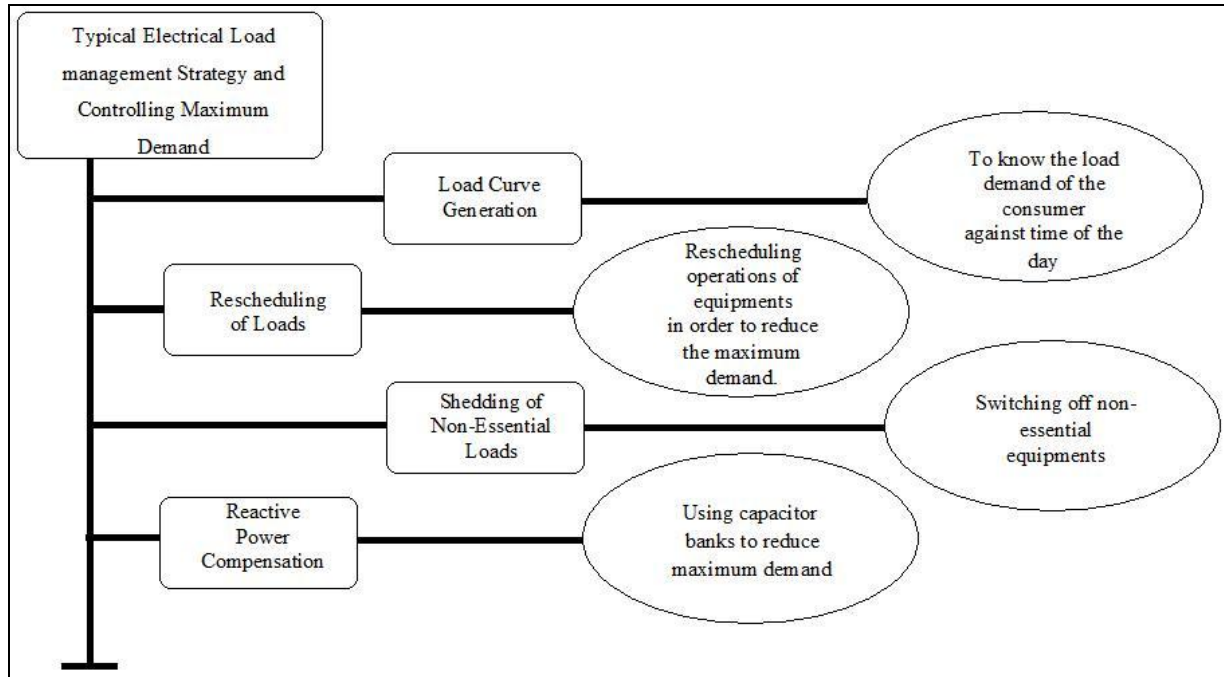 Typical Electrical Load
management Strategy and
Controlling Maximum
Demand
Load Curve
Generation
To know the load
demand of the
consumer
against time of the
day
Rescheduling
of Loads
Rescheduling
operations of
equipments
in order to reduce
the maximum
demand.
Shedding of
Non-Essential
Loads
Switching off non-
essential
equipments
Reactive
Power
Compensation
Using capacitor
banks to reduce
maximum demand